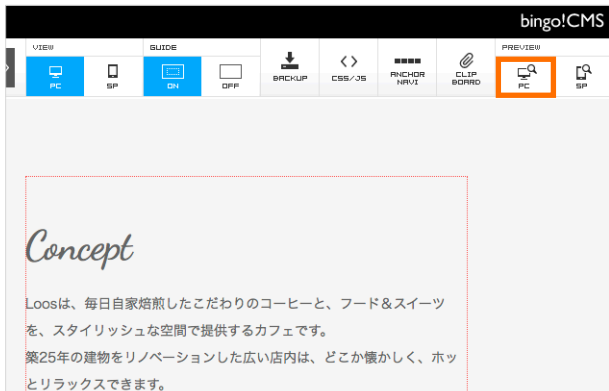 bingo!CMS
VIEW
GUIDE
PREVIEW
PC
SP
ON
OFF
BACKUP
CSS/JS
ANCHOR
NAVI
CLIP
BOARD
PC
SP
Concept
Loosは、毎日自家焙煎したこだわりのコーヒーと、フード＆スイーツ
を、スタイリッシュな空間で提供するカフェです。
築25年の建物をリノベーションした広い店内は、どこか懐かしく、ホッ
とリラックスできます。